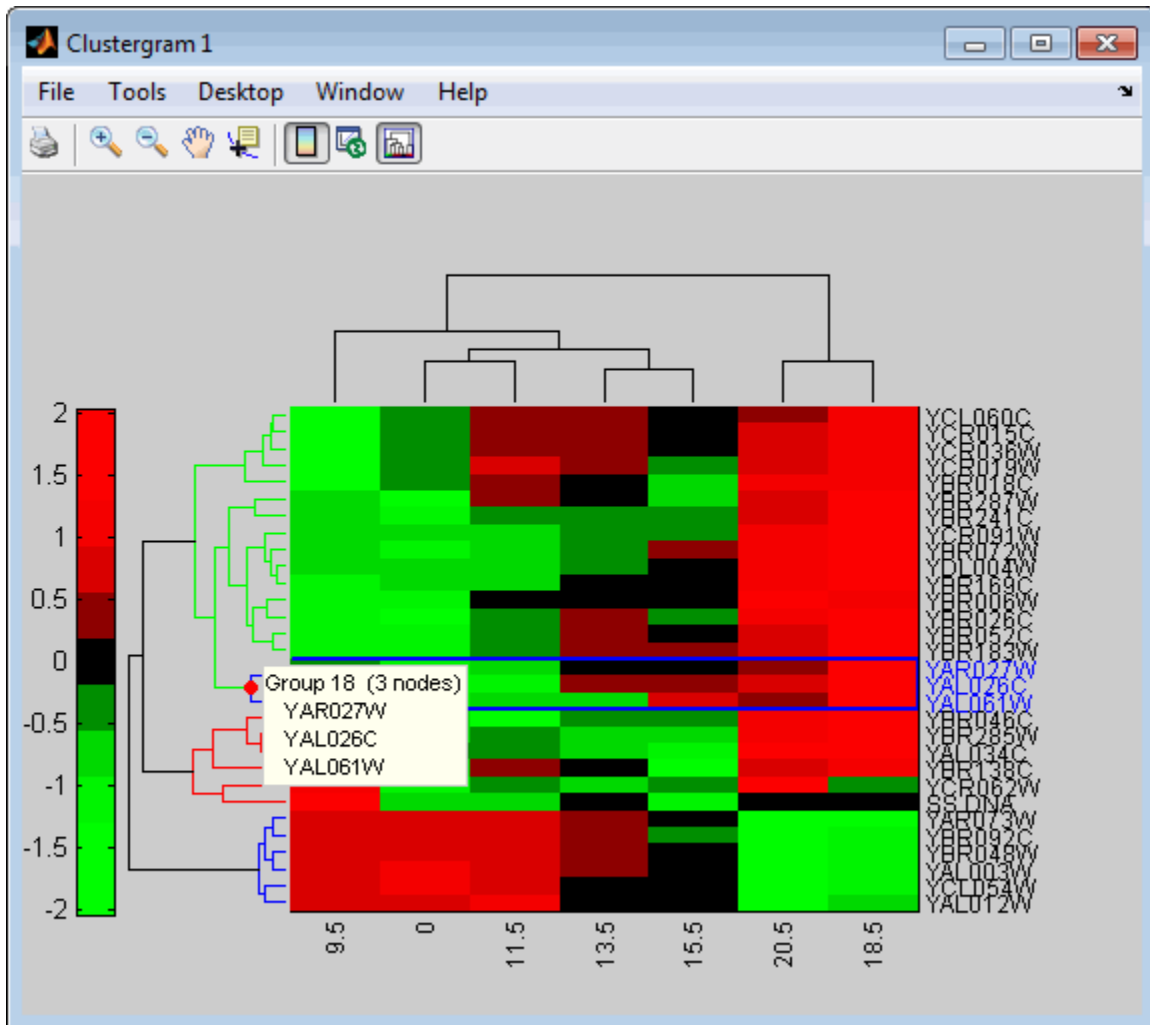 Clustergram 1
File Tools Desktop Window Help
2
1.5
1
0.5
0
-0.5
-1
-1.5
-2
YCL060C
YCR015C
YCR036W
YCR019W
YBR018C
YBR287W
YBR241C
YCR091W
YBR072W
YDL004W
YBR169C
YBR006W
YBR026C
YBR052C
YBR183W
YAR027W
YAL026C
YAL061W
YBR046C
YBR285W
YAL034C
YBR138C
YCR062W
SS DNA
YAR073W
YBR092C
YBR048W
YAL003W
YCL054W
YAL012W
Group 18 (3 nodes)
YAR027W
YAL026C
YAL061W
9.5 0 11.5 13.5 15.5 20.5 18.5